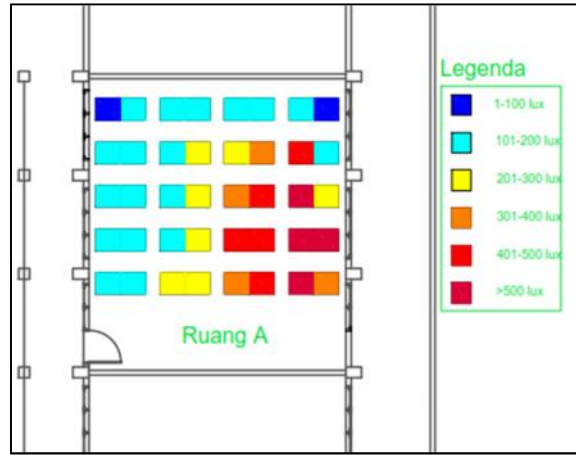 Legenda
1-100 lux
101-200 lux
201-300 lux
301-400 lux
401-500 lux
>500 lux
Ruang A